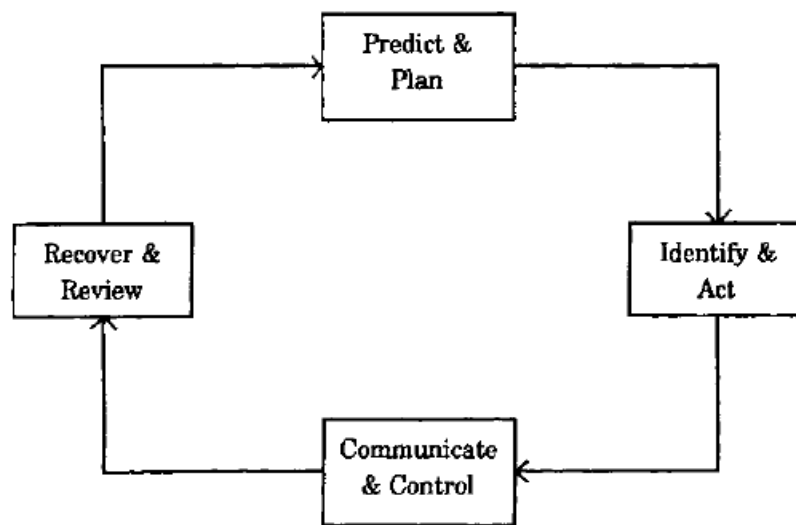 Predict &
Plan
Recover &
Review
Identify &
Act
Communicate
& Control